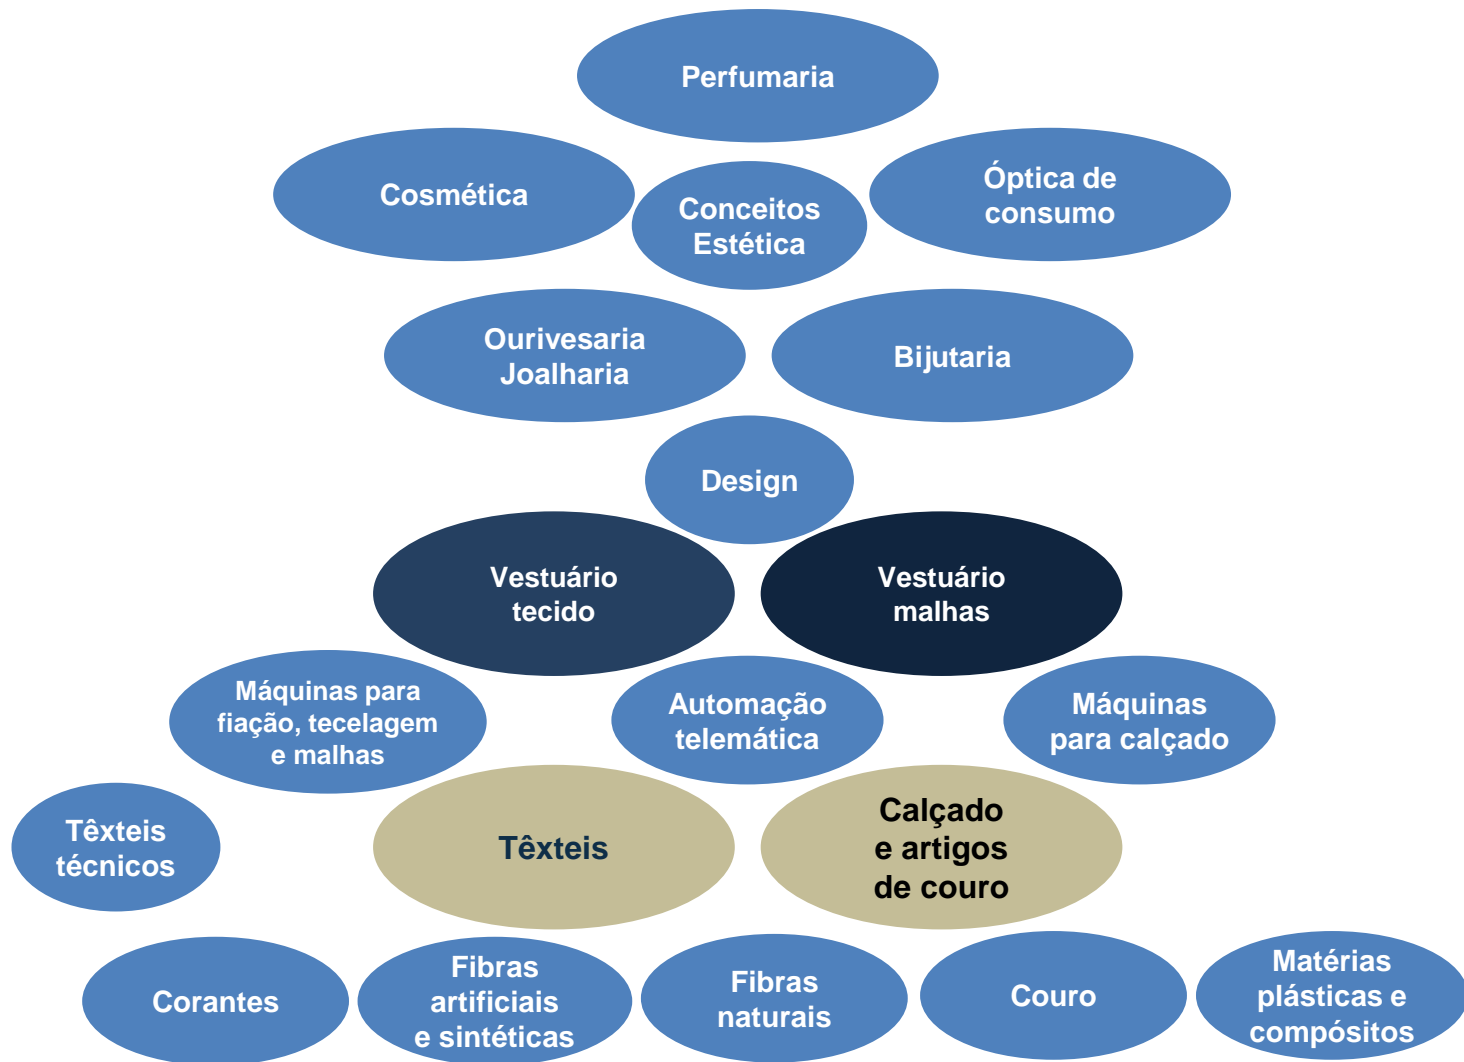 Perfumaria
Cosmética
Conceitos
Estética
Óptica de
consumo
Ourivesaria
Joalharia
Bijutaria
Design
Vestuário
tecido
Vestuário
malhas
Máquinas para
fiação, tecelagem
e malhas
Automação
telemática
Máquinas
para calçado
Têxteis
técnicos
Têxteis
Calçado
e artigos
de couro
Corantes
Fibras
artificiais
e sintéticas
Fibras
naturais
Couro
Matérias
plásticas e
compósitos